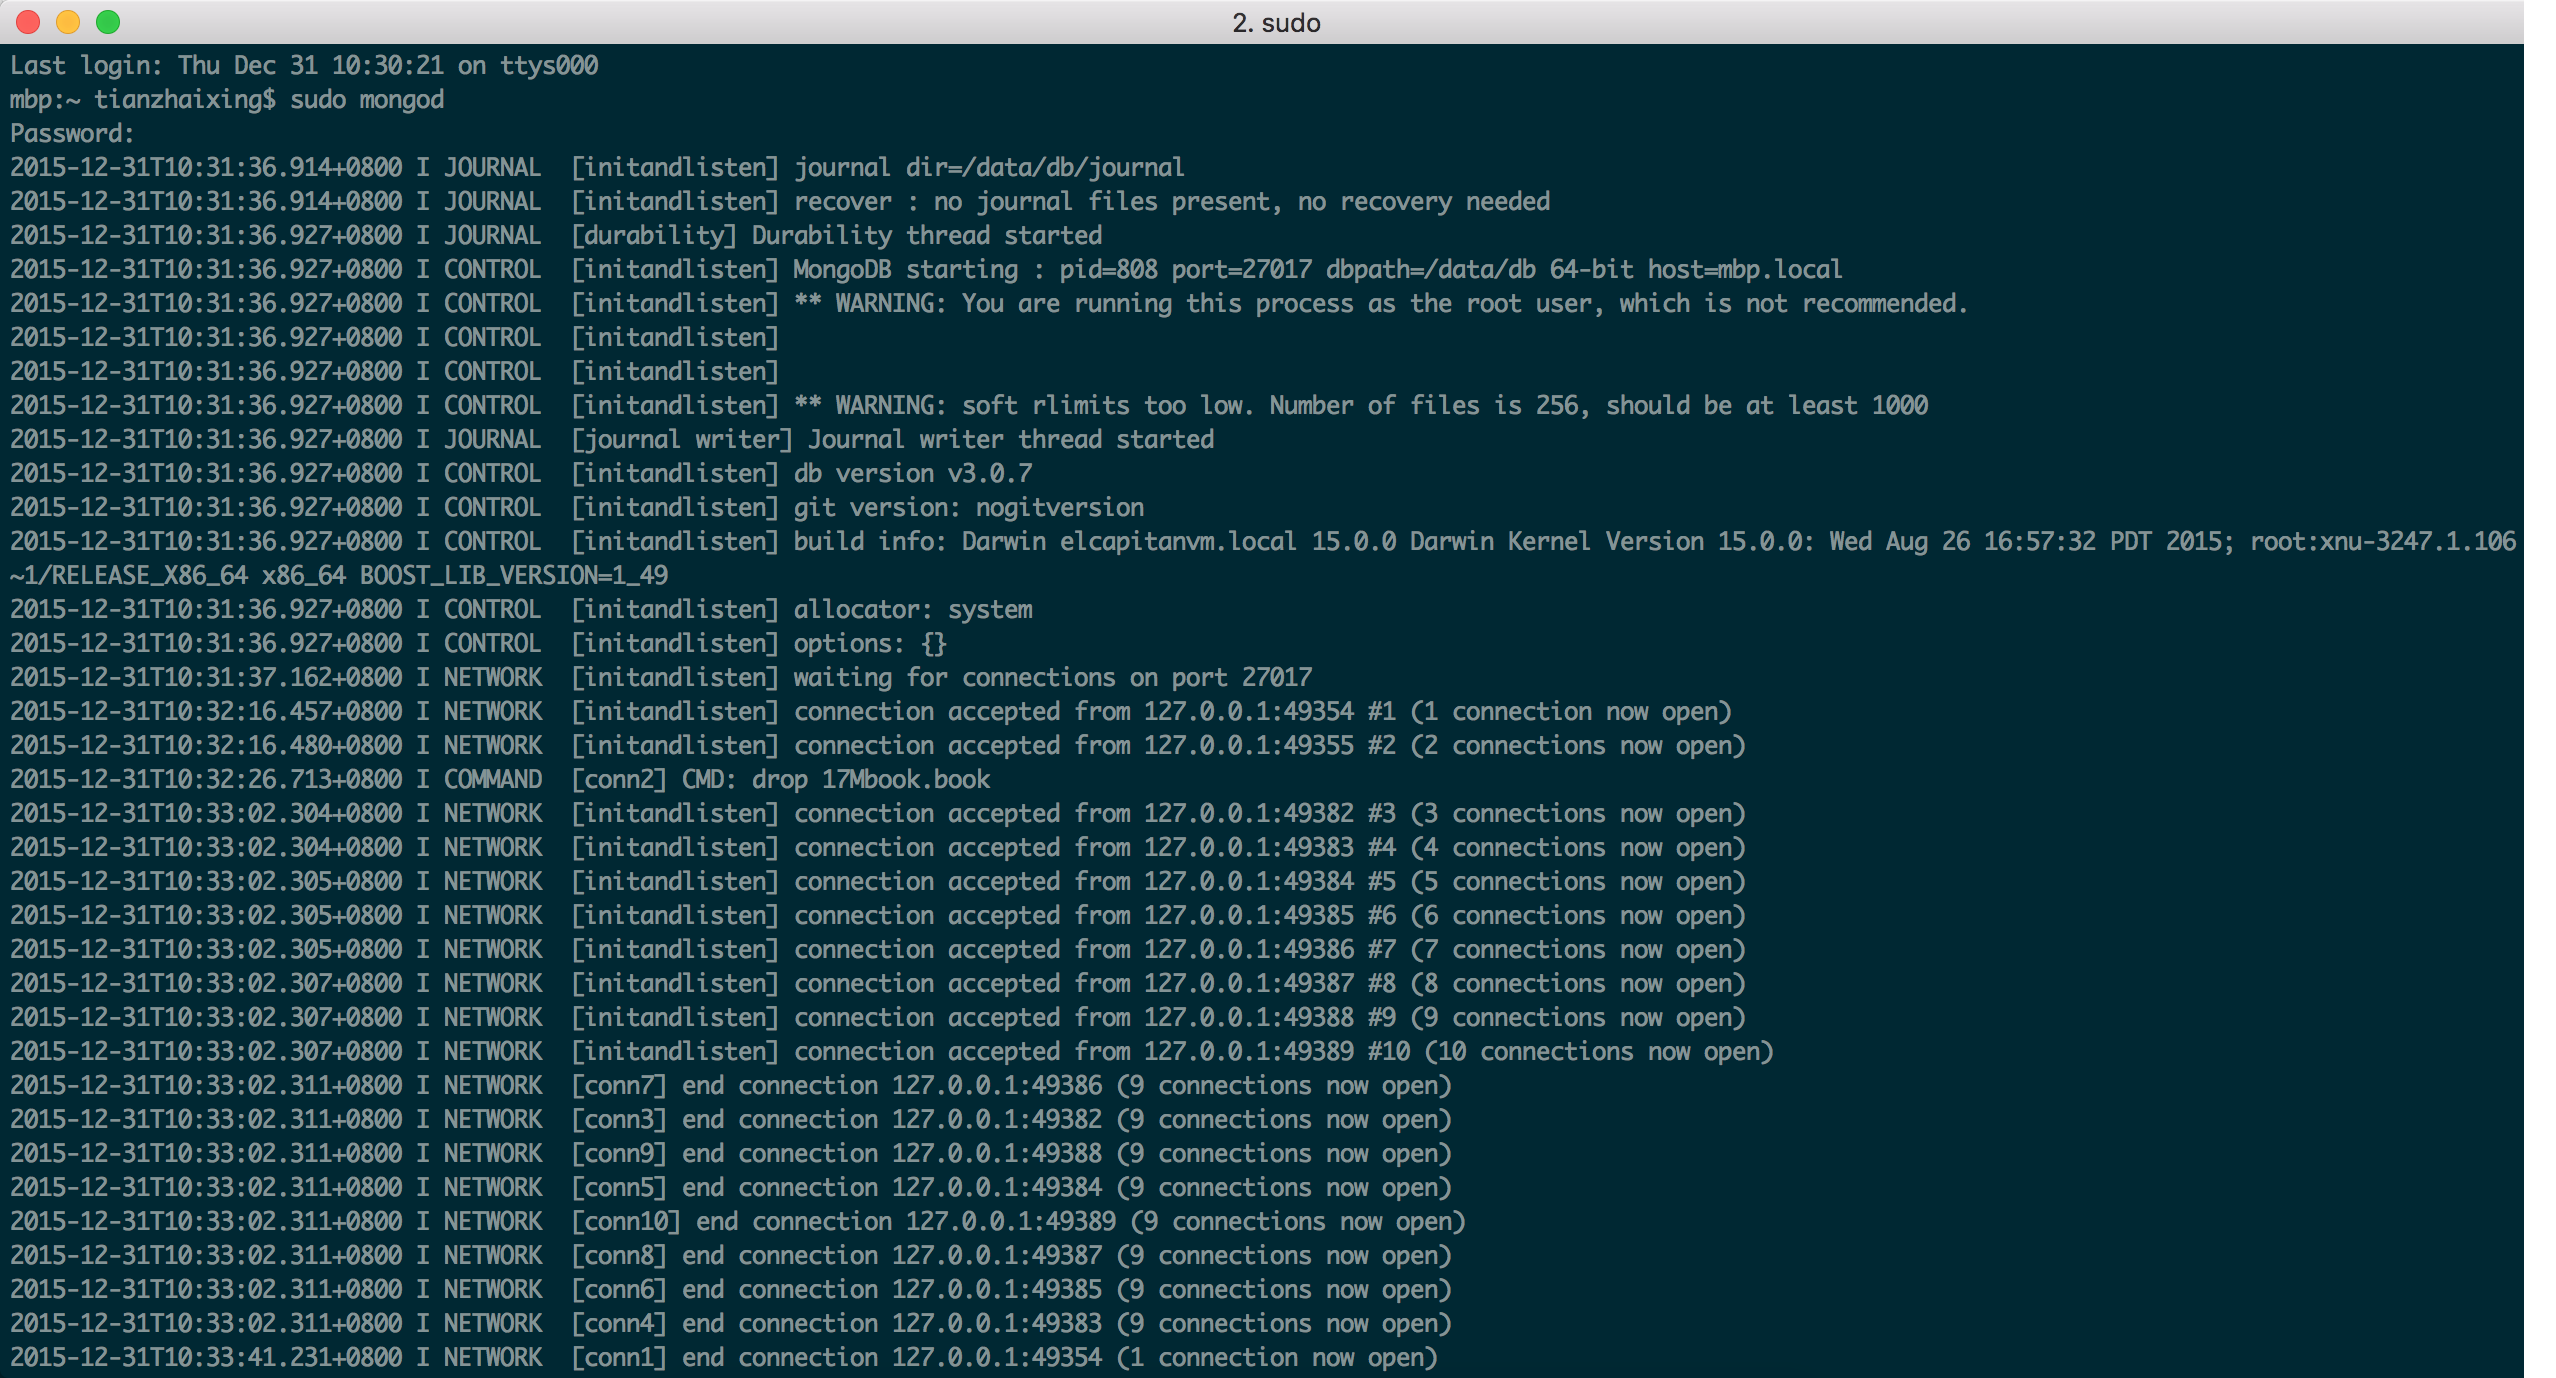 2. sudo
Last login: Thu Dec 31 10:30:21 on ttys000
mbp:~ tianzhaixing$ sudo mongod
Password:
2015-12-31T10:31:36.914+0800 I JOURNAL  [initandlisten] journal dir=/data/db/journal
2015-12-31T10:31:36.914+0800 I JOURNAL  [initandlisten] recover : no journal files present, no recovery needed
2015-12-31T10:31:36.927+0800 I JOURNAL  [durability] Durability thread started
2015-12-31T10:31:36.927+0800 I CONTROL  [initandlisten] MongoDB starting : pid=808 port=27017 dbpath=/data/db 64-bit host=mbp.local
2015-12-31T10:31:36.927+0800 I CONTROL  [initandlisten] ** WARNING: You are running this process as the root user, which is not recommended.
2015-12-31T10:31:36.927+0800 I CONTROL  [initandlisten]
2015-12-31T10:31:36.927+0800 I CONTROL  [initandlisten]
2015-12-31T10:31:36.927+0800 I CONTROL  [initandlisten] ** WARNING: soft rlimits too low. Number of files is 256, should be at least 1000
2015-12-31T10:31:36.927+0800 I JOURNAL  [journal writer] Journal writer thread started
2015-12-31T10:31:36.927+0800 I CONTROL  [initandlisten] db version v3.0.7
2015-12-31T10:31:36.927+0800 I CONTROL  [initandlisten] git version: nogitversion
2015-12-31T10:31:36.927+0800 I CONTROL  [initandlisten] build info: Darwin elcapitanvm.local 15.0.0 Darwin Kernel Version 15.0.0: Wed Aug 26 16:57:32 PDT 2015; root:xnu-3247.1.106
~1/RELEASE_X86_64 x86_64 BOOST_LIB_VERSION=1_49
2015-12-31T10:31:36.927+0800 I CONTROL  [initandlisten] allocator: system
2015-12-31T10:31:36.927+0800 I CONTROL  [initandlisten] options: {}
2015-12-31T10:31:37.162+0800 I NETWORK  [initandlisten] waiting for connections on port 27017
2015-12-31T10:32:16.457+0800 I NETWORK  [initandlisten] connection accepted from 127.0.0.1:49354 #1 (1 connection now open)
2015-12-31T10:32:16.480+0800 I NETWORK  [initandlisten] connection accepted from 127.0.0.1:49355 #2 (2 connections now open)
2015-12-31T10:32:26.713+0800 I COMMAND  [conn2] CMD: drop 17Mbook.book
2015-12-31T10:33:02.304+0800 I NETWORK  [initandlisten] connection accepted from 127.0.0.1:49382 #3 (3 connections now open)
2015-12-31T10:33:02.304+0800 I NETWORK  [initandlisten] connection accepted from 127.0.0.1:49383 #4 (4 connections now open)
2015-12-31T10:33:02.305+0800 I NETWORK  [initandlisten] connection accepted from 127.0.0.1:49384 #5 (5 connections now open)
2015-12-31T10:33:02.305+0800 I NETWORK  [initandlisten] connection accepted from 127.0.0.1:49385 #6 (6 connections now open)
2015-12-31T10:33:02.305+0800 I NETWORK  [initandlisten] connection accepted from 127.0.0.1:49386 #7 (7 connections now open)
2015-12-31T10:33:02.307+0800 I NETWORK  [initandlisten] connection accepted from 127.0.0.1:49387 #8 (8 connections now open)
2015-12-31T10:33:02.307+0800 I NETWORK  [initandlisten] connection accepted from 127.0.0.1:49388 #9 (9 connections now open)
2015-12-31T10:33:02.307+0800 I NETWORK  [initandlisten] connection accepted from 127.0.0.1:49389 #10 (10 connections now open)
2015-12-31T10:33:02.311+0800 I NETWORK  [conn7] end connection 127.0.0.1:49386 (9 connections now open)
2015-12-31T10:33:02.311+0800 I NETWORK  [conn3] end connection 127.0.0.1:49382 (9 connections now open)
2015-12-31T10:33:02.311+0800 I NETWORK  [conn9] end connection 127.0.0.1:49388 (9 connections now open)
2015-12-31T10:33:02.311+0800 I NETWORK  [conn5] end connection 127.0.0.1:49384 (9 connections now open)
2015-12-31T10:33:02.311+0800 I NETWORK  [conn10] end connection 127.0.0.1:49389 (9 connections now open)
2015-12-31T10:33:02.311+0800 I NETWORK  [conn8] end connection 127.0.0.1:49387 (9 connections now open)
2015-12-31T10:33:02.311+0800 I NETWORK  [conn6] end connection 127.0.0.1:49385 (9 connections now open)
2015-12-31T10:33:02.311+0800 I NETWORK  [conn4] end connection 127.0.0.1:49383 (9 connections now open)
2015-12-31T10:33:41.231+0800 I NETWORK  [conn1] end connection 127.0.0.1:49354 (1 connection now open)